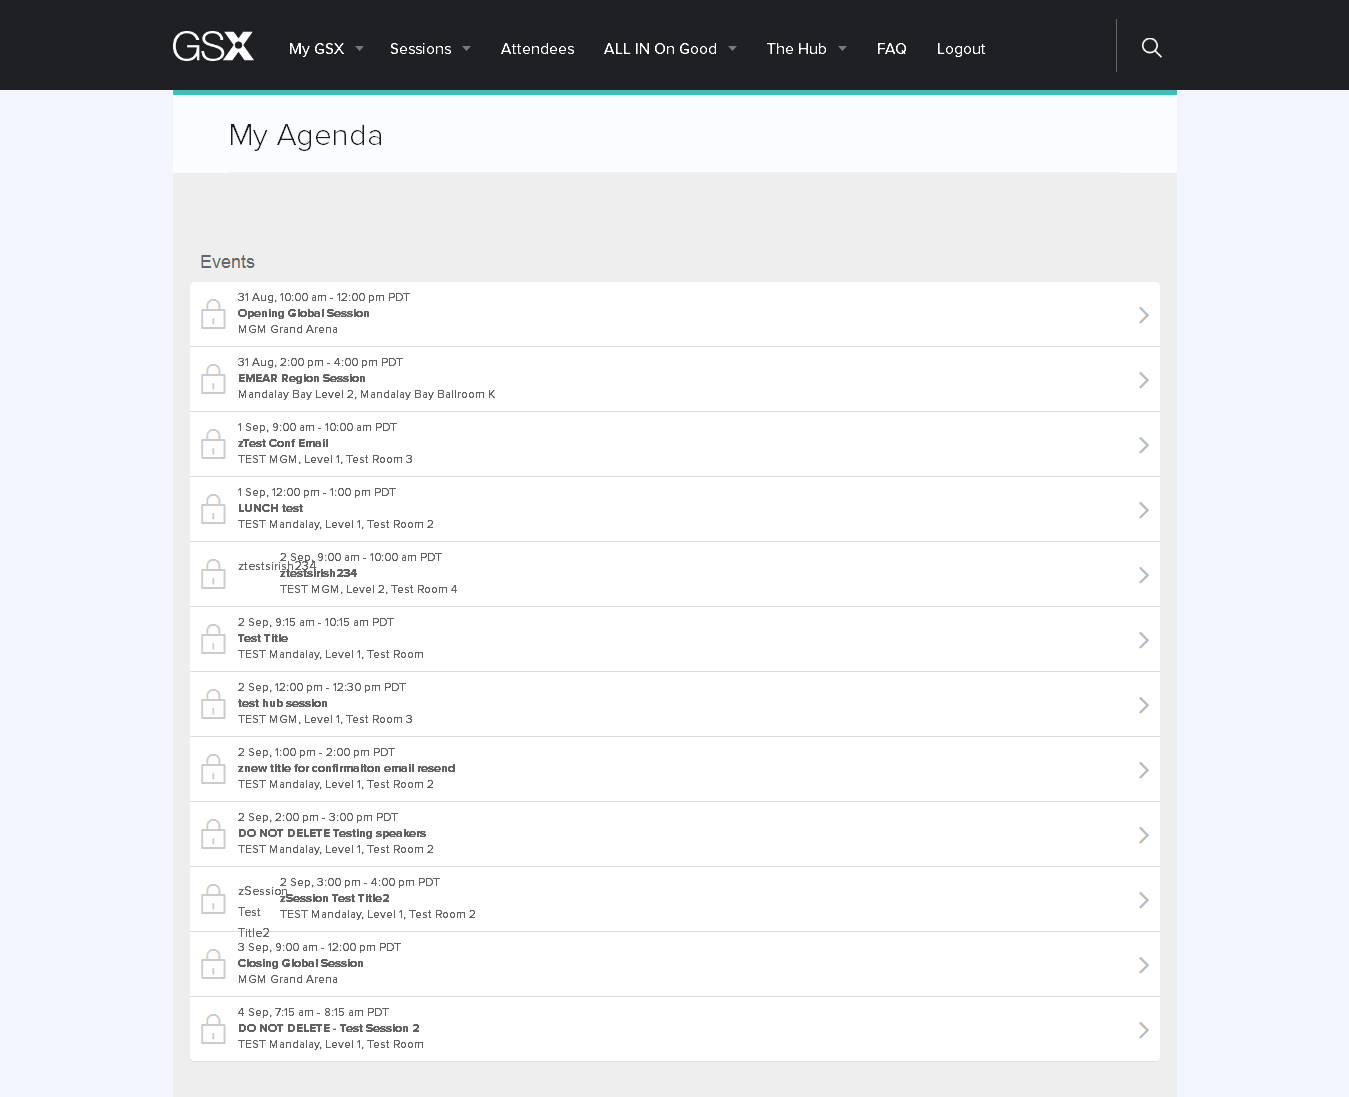 GSX
My GSX
Sessions
Attendees
ALL IN On Good
The Hub
FAQ
Logout
My Agenda
Events
31 Aug, 10:00 am - 12:00 pm PDT
Opening Global Session
MGM Grand Arena
31 Aug, 2:00 pm - 4:00 pm PDT
EMEAR Region Session
Mandalay Bay Level 2, Mandalay Bay Ballroom K
1 Sep, 9:00 am - 10:00 am PDT
zTest Conf Email
TEST MGM, Level 1, Test Room 3
1 Sep, 12:00 pm - 1:00 pm PDT
LUNCH test
TEST Mandalay, Level 1, Test Room 2
2 Sep, 9:00 am - 10:00 am PDT
ztestsirish234
ztestsirish234
TEST MGM, Level 2, Test Room 4
2 Sep, 9:15 am - 10:15 am PDT
Test Title
TEST Mandalay, Level 1, Test Room
2 Sep, 12:00 pm - 12:30 pm PDT
test hub session
TEST MGM, Level 1, Test Room 3
2 Sep, 1:00 pm - 2:00 pm PDT
znew title for confirmaiton email resend
TEST Mandalay, Level 1, Test Room 2
2 Sep, 2:00 pm - 3:00 pm PDT
DO NOT DELETE Testing speakers
TEST Mandalay, Level 1, Test Room 2
2 Sep, 3:00 pm - 4:00 pm PDT
zSession
Test
Title2
zSession Test Title2
TEST Mandalay, Level 1, Test Room 2
3 Sep, 9:00 am - 12:00 pm PDT
Closing Global Session
MGM Grand Arena
4 Sep, 7:15 am - 8:15 am PDT
DO NOT DELETE - Test Session 2
TEST Mandalay, Level 1, Test Room